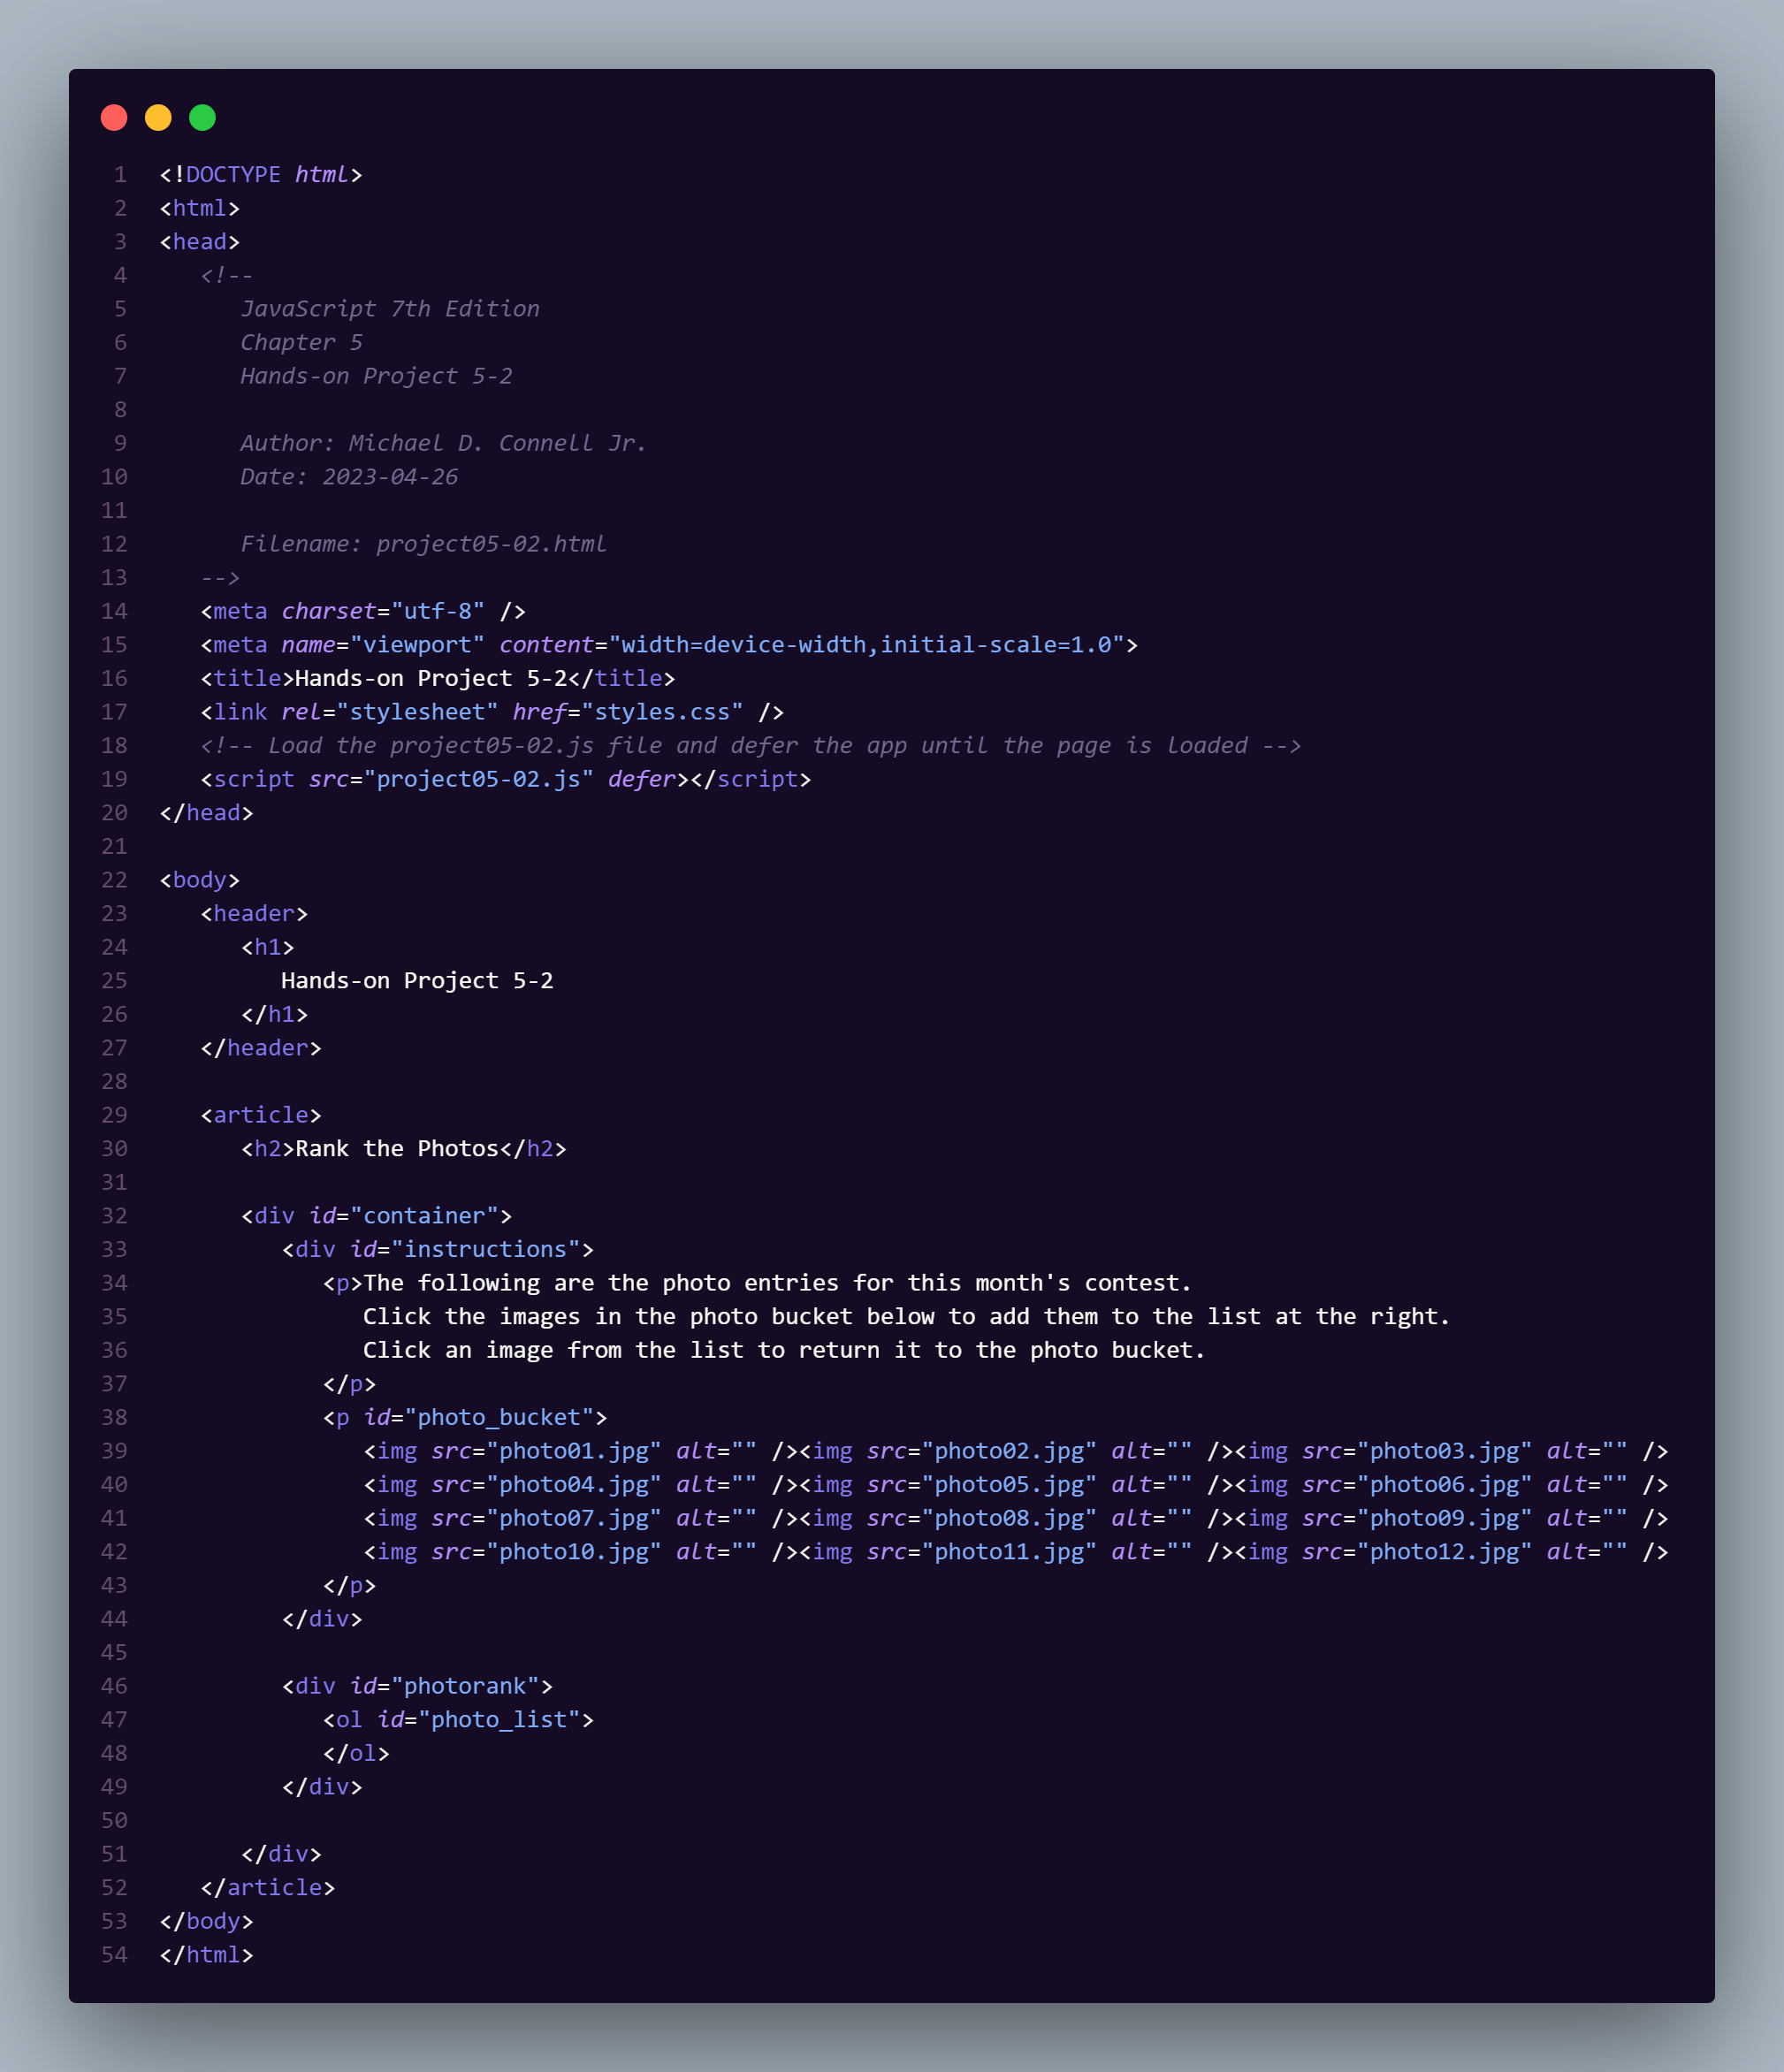 1 <!DOCTYPE html>
2 <html>
3 <head>
4    <!--
5       JavaScript 7th Edition
6       Chapter 5
7       Hands-on Project 5-2
8
9       Author: Michael D. Connell Jr.
10       Date: 2023-04-26
11
12       Filename: project05-02.html
13    -->
14    <meta charset="utf-8" />
15    <meta name="viewport" content="width=device-width,initial-scale=1.0">
16    <title>Hands-on Project 5-2</title>
17    <link rel="stylesheet" href="styles.css" />
18    <!-- Load the project05-02.js file and defer the app until the page is loaded -->
19    <script src="project05-02.js" defer></script>
20 </head>
21
22 <body>
23    <header>
24       <h1>
25          Hands-on Project 5-2
26       </h1>
27    </header>
28
29    <article>
30       <h2>Rank the Photos</h2>
31
32       <div id="container">
33          <div id="instructions">
34             <p>The following are the photo entries for this month's contest.
35                Click the images in the photo bucket below to add them to the list at the right.
36                Click an image from the list to return it to the photo bucket.
37             </p>
38             <p id="photo_bucket">
39                <img src="photo01.jpg" alt="" /><img src="photo02.jpg" alt="" /><img src="photo03.jpg" alt="" />
40                <img src="photo04.jpg" alt="" /><img src="photo05.jpg" alt="" /><img src="photo06.jpg" alt="" />
41                <img src="photo07.jpg" alt="" /><img src="photo08.jpg" alt="" /><img src="photo09.jpg" alt="" />
42                <img src="photo10.jpg" alt="" /><img src="photo11.jpg" alt="" /><img src="photo12.jpg" alt="" />
43             </p>
44          </div>
45
46          <div id="photorank">
47             <ol id="photo_list">
48             </ol>
49          </div>
50
51       </div>
52    </article>
53 </body>
54 </html>